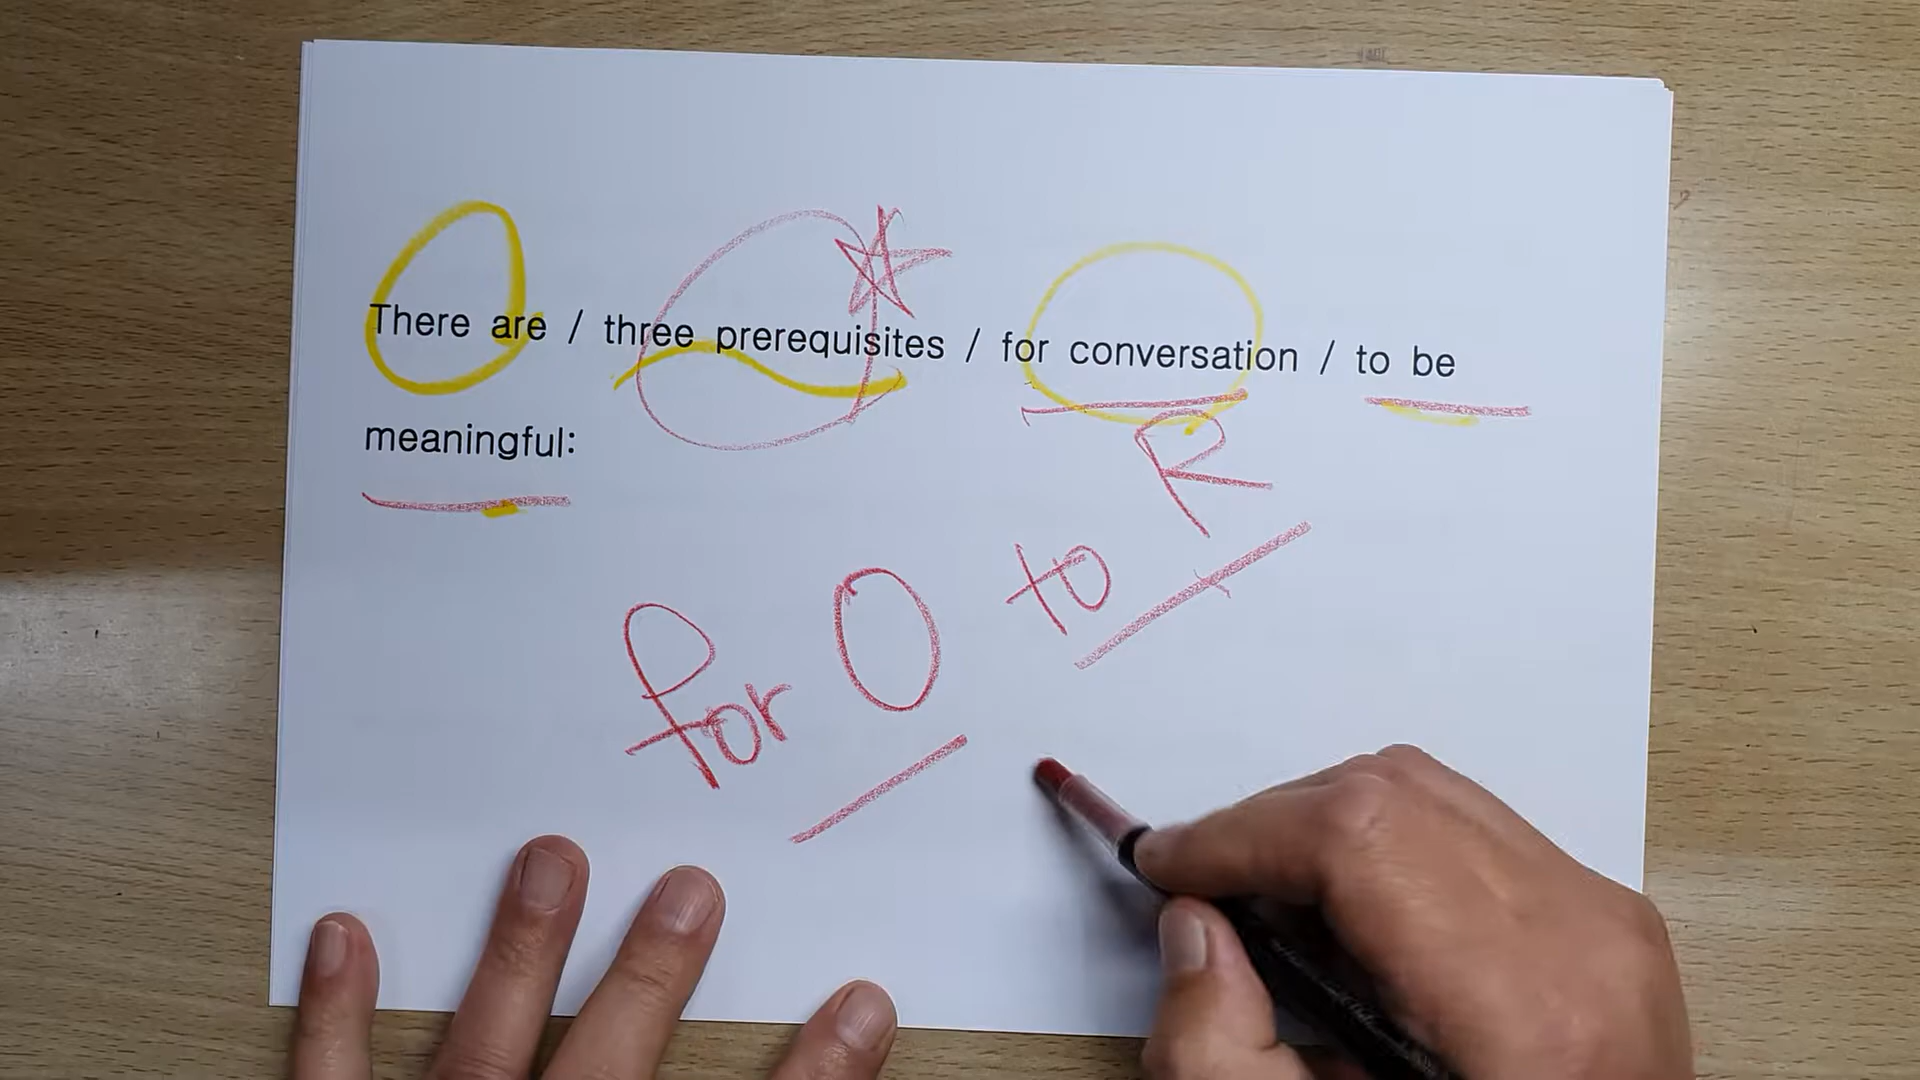 There are / three prerequisites / for conversation / to be
meaningful:
R
for O to